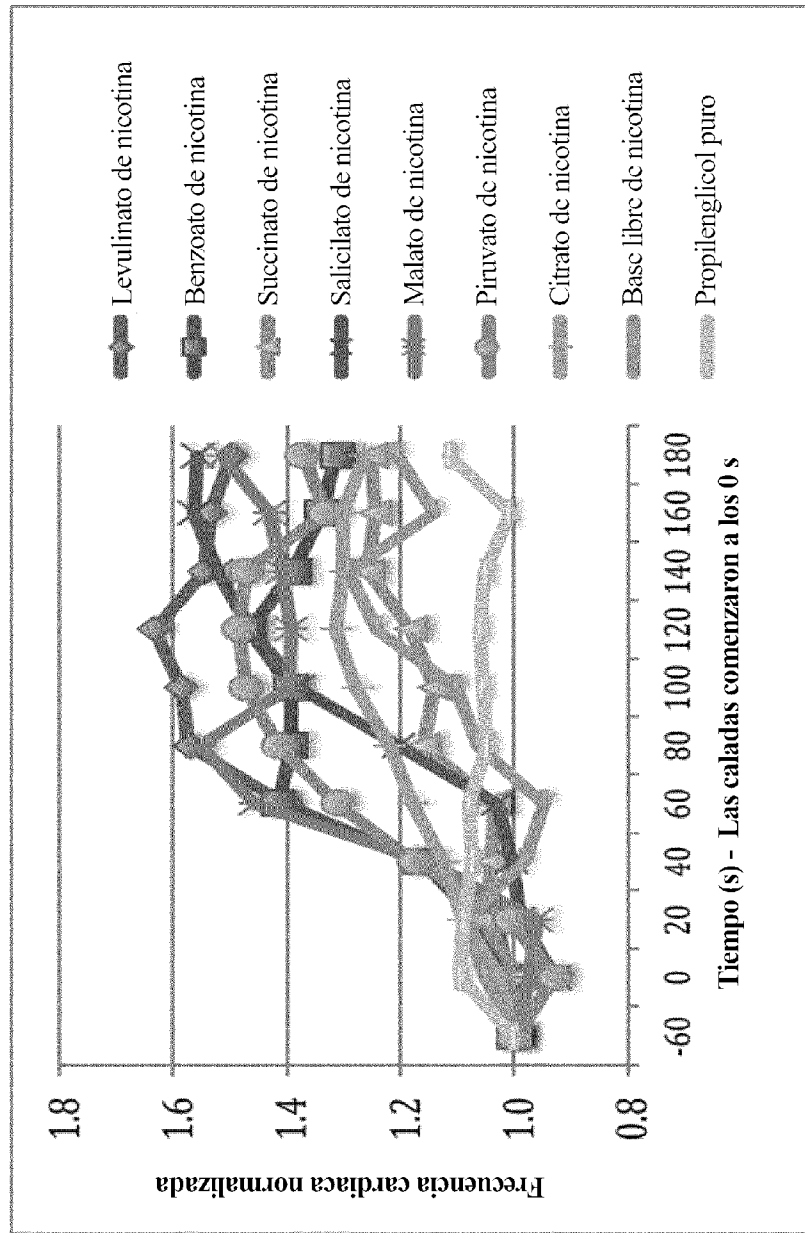 Frecuencia cardiaca normalizada
1.8
1.6
1.4
1.2
1.0
0.8
-60 0 20 40 60 80 100 120 140 160 180
Tiempo (s) - Las caladas comenzaron a los 0 s
Levulinato de nicotina
Benzoato de nicotina
Succinato de nicotina
Salicilato de nicotina
Malato de nicotina
Piruvato de nicotina
Citrato de nicotina
Base libre de nicotina
Propilenglicol puro